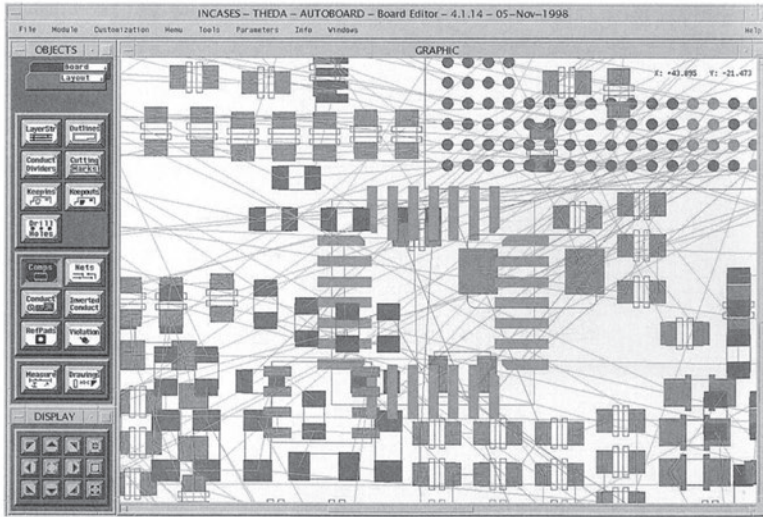 INCASES – THEDA – AUTOBOARD – Board Editor – 4.1.14 – 05-Nov-1998
File Module Customization Menu Tools Parameters Info Windows Help
OBJECTS
GRAPHIC
Board
Layout
X: +43.895 Y: -21.473
LayerStr Outlines
Conduct Dividers
Cutting Marks
Keepins Keepouts
Drill Holes
Comps Nets
Conduct
Inverted Conduct
RefPads Violation
Measure Drawings
DISPLAY